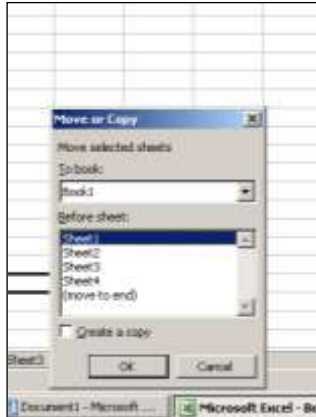 Move or Copy
Move selected sheets
To book:
Book1
Before sheet:
Sheet1
Sheet2
Sheet3
Sheet4
(move to end)
Create a copy
OK
Cancel
Sheet3
Document1 - Microsoft ...
Microsoft Excel - Bo